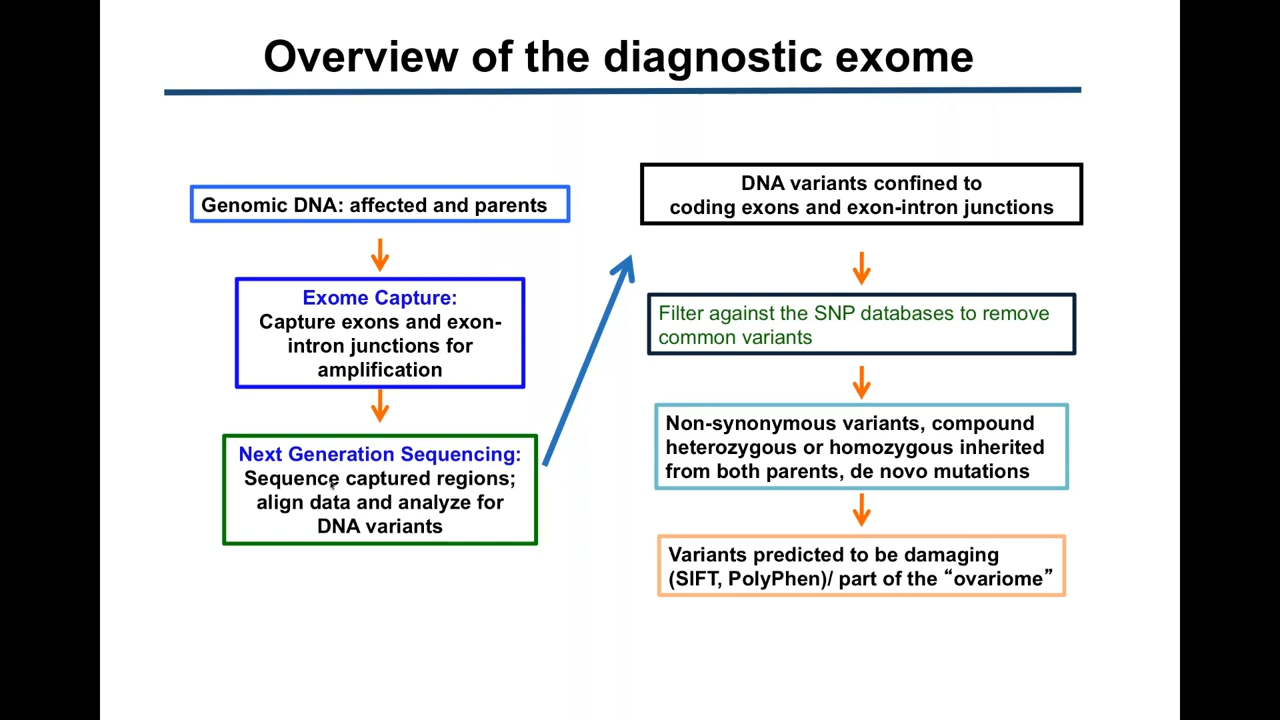 Overview of the diagnostic exome
Genomic DNA: affected and parents
Exome Capture:
Capture exons and exon-
intron junctions for
amplification
Next Generation Sequencing:
Sequence captured regions;
align data and analyze for
DNA variants
DNA variants confined to
coding exons and exon-intron junctions
Filter against the SNP databases to remove
common variants
Non-synonymous variants, compound
heterozygous or homozygous inherited
from both parents, de novo mutations
Variants predicted to be damaging
(SIFT, PolyPhen)/ part of the “ovariome”